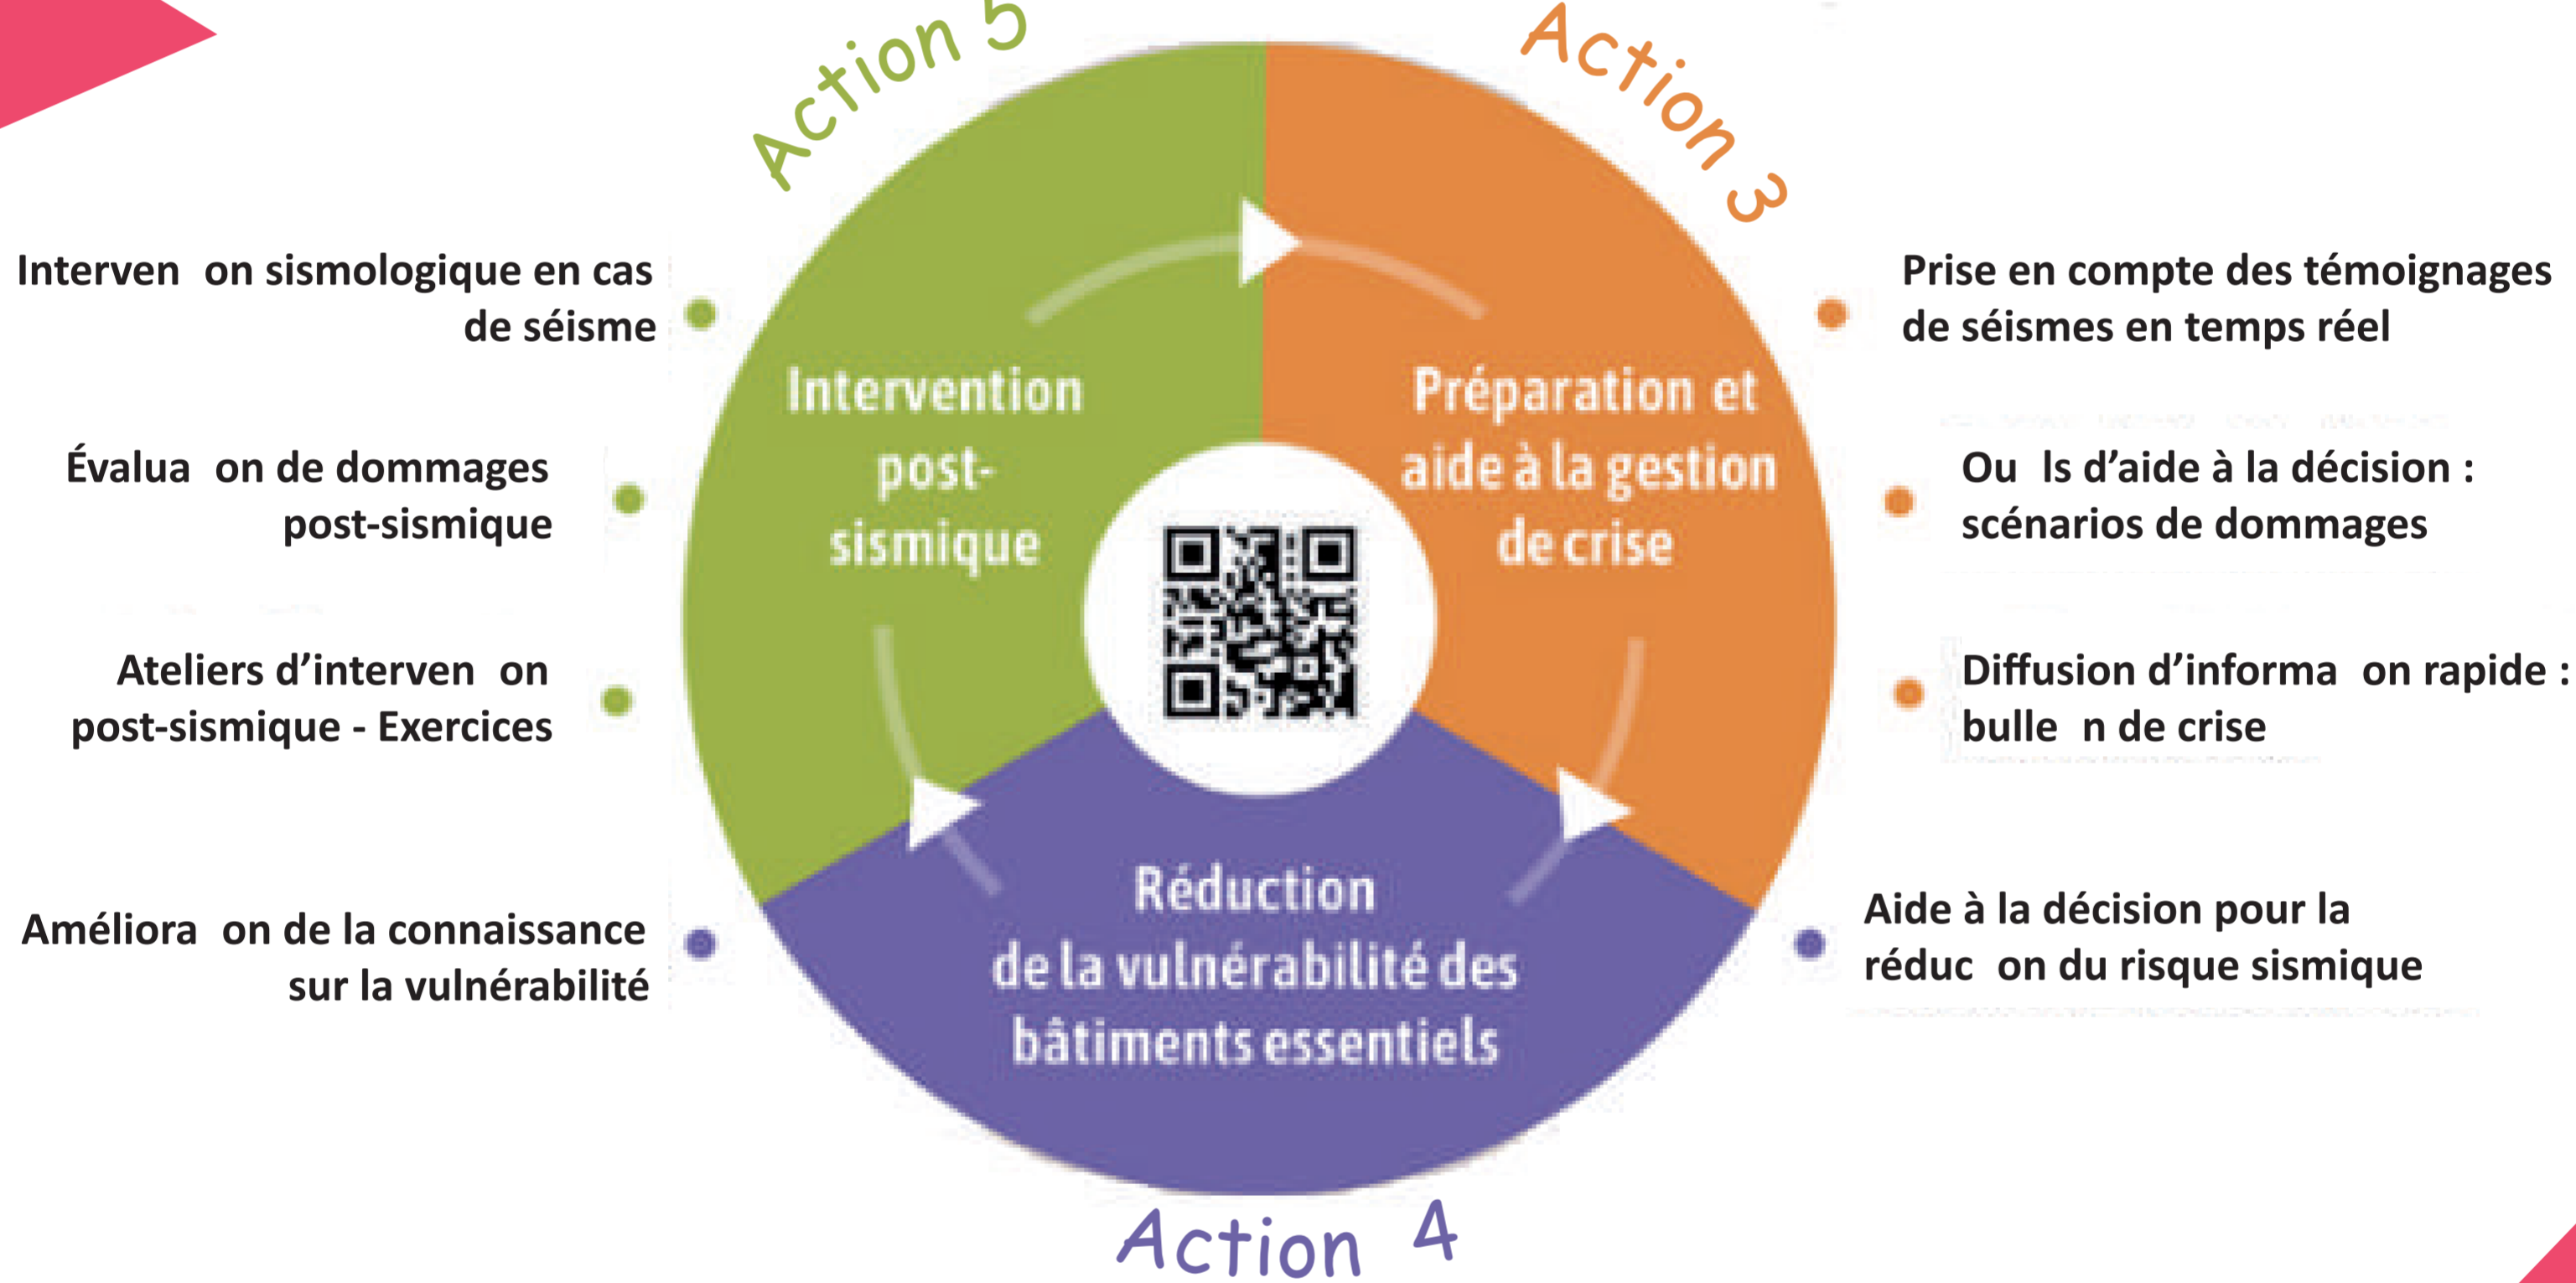 Action 5
Action 3
Interven on sismologique en cas
de séisme
Évalua on de dommages
post-sismique
Ateliers d’interven on
post-sismique - Exercices
Améliora on de la connaissance
sur la vulnérabilité
Intervention
post-
sismique
Préparation et
aide à la gestion
de crise
Réduction
de la vulnérabilité des
bâtiments essentiels
Prise en compte des témoignages
de séismes en temps réel
Ou ls d’aide à la décision :
scénarios de dommages
Diffusion d’informa on rapide :
bulle n de crise
Aide à la décision pour la
réduc on du risque sismique
Action 4